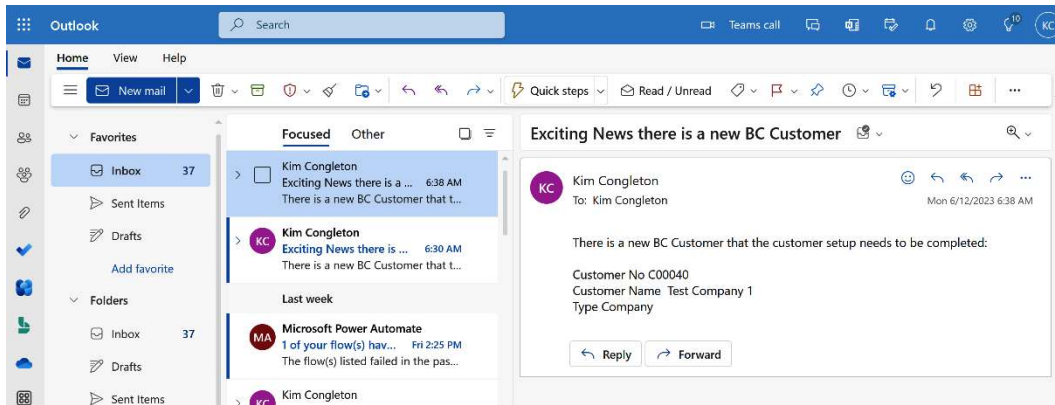 Outlook
Search
Teams call
10
KC
Home View Help
New mail
Quick steps
Read / Unread
Favorites
Inbox 37
Sent Items
Drafts
Add favorite
Folders
Inbox 37
Drafts
Sent Items
Focused Other
Kim Congleton
Exciting News there is a ... 6:38 AM
There is a new BC Customer that t...
KC
Kim Congleton
Exciting News there is ... 6:30 AM
There is a new BC Customer that t...
Last week
MA
Microsoft Power Automate
1 of your flow(s) hav... Fri 2:25 PM
The flow(s) listed failed in the pas...
KC
Kim Congleton
Exciting News there is a new BC Customer
KC
Kim Congleton
To: Kim Congleton
Mon 6/12/2023 6:38 AM
There is a new BC Customer that the customer setup needs to be completed:
Customer No C00040
Customer Name Test Company 1
Type Company
Reply
Forward